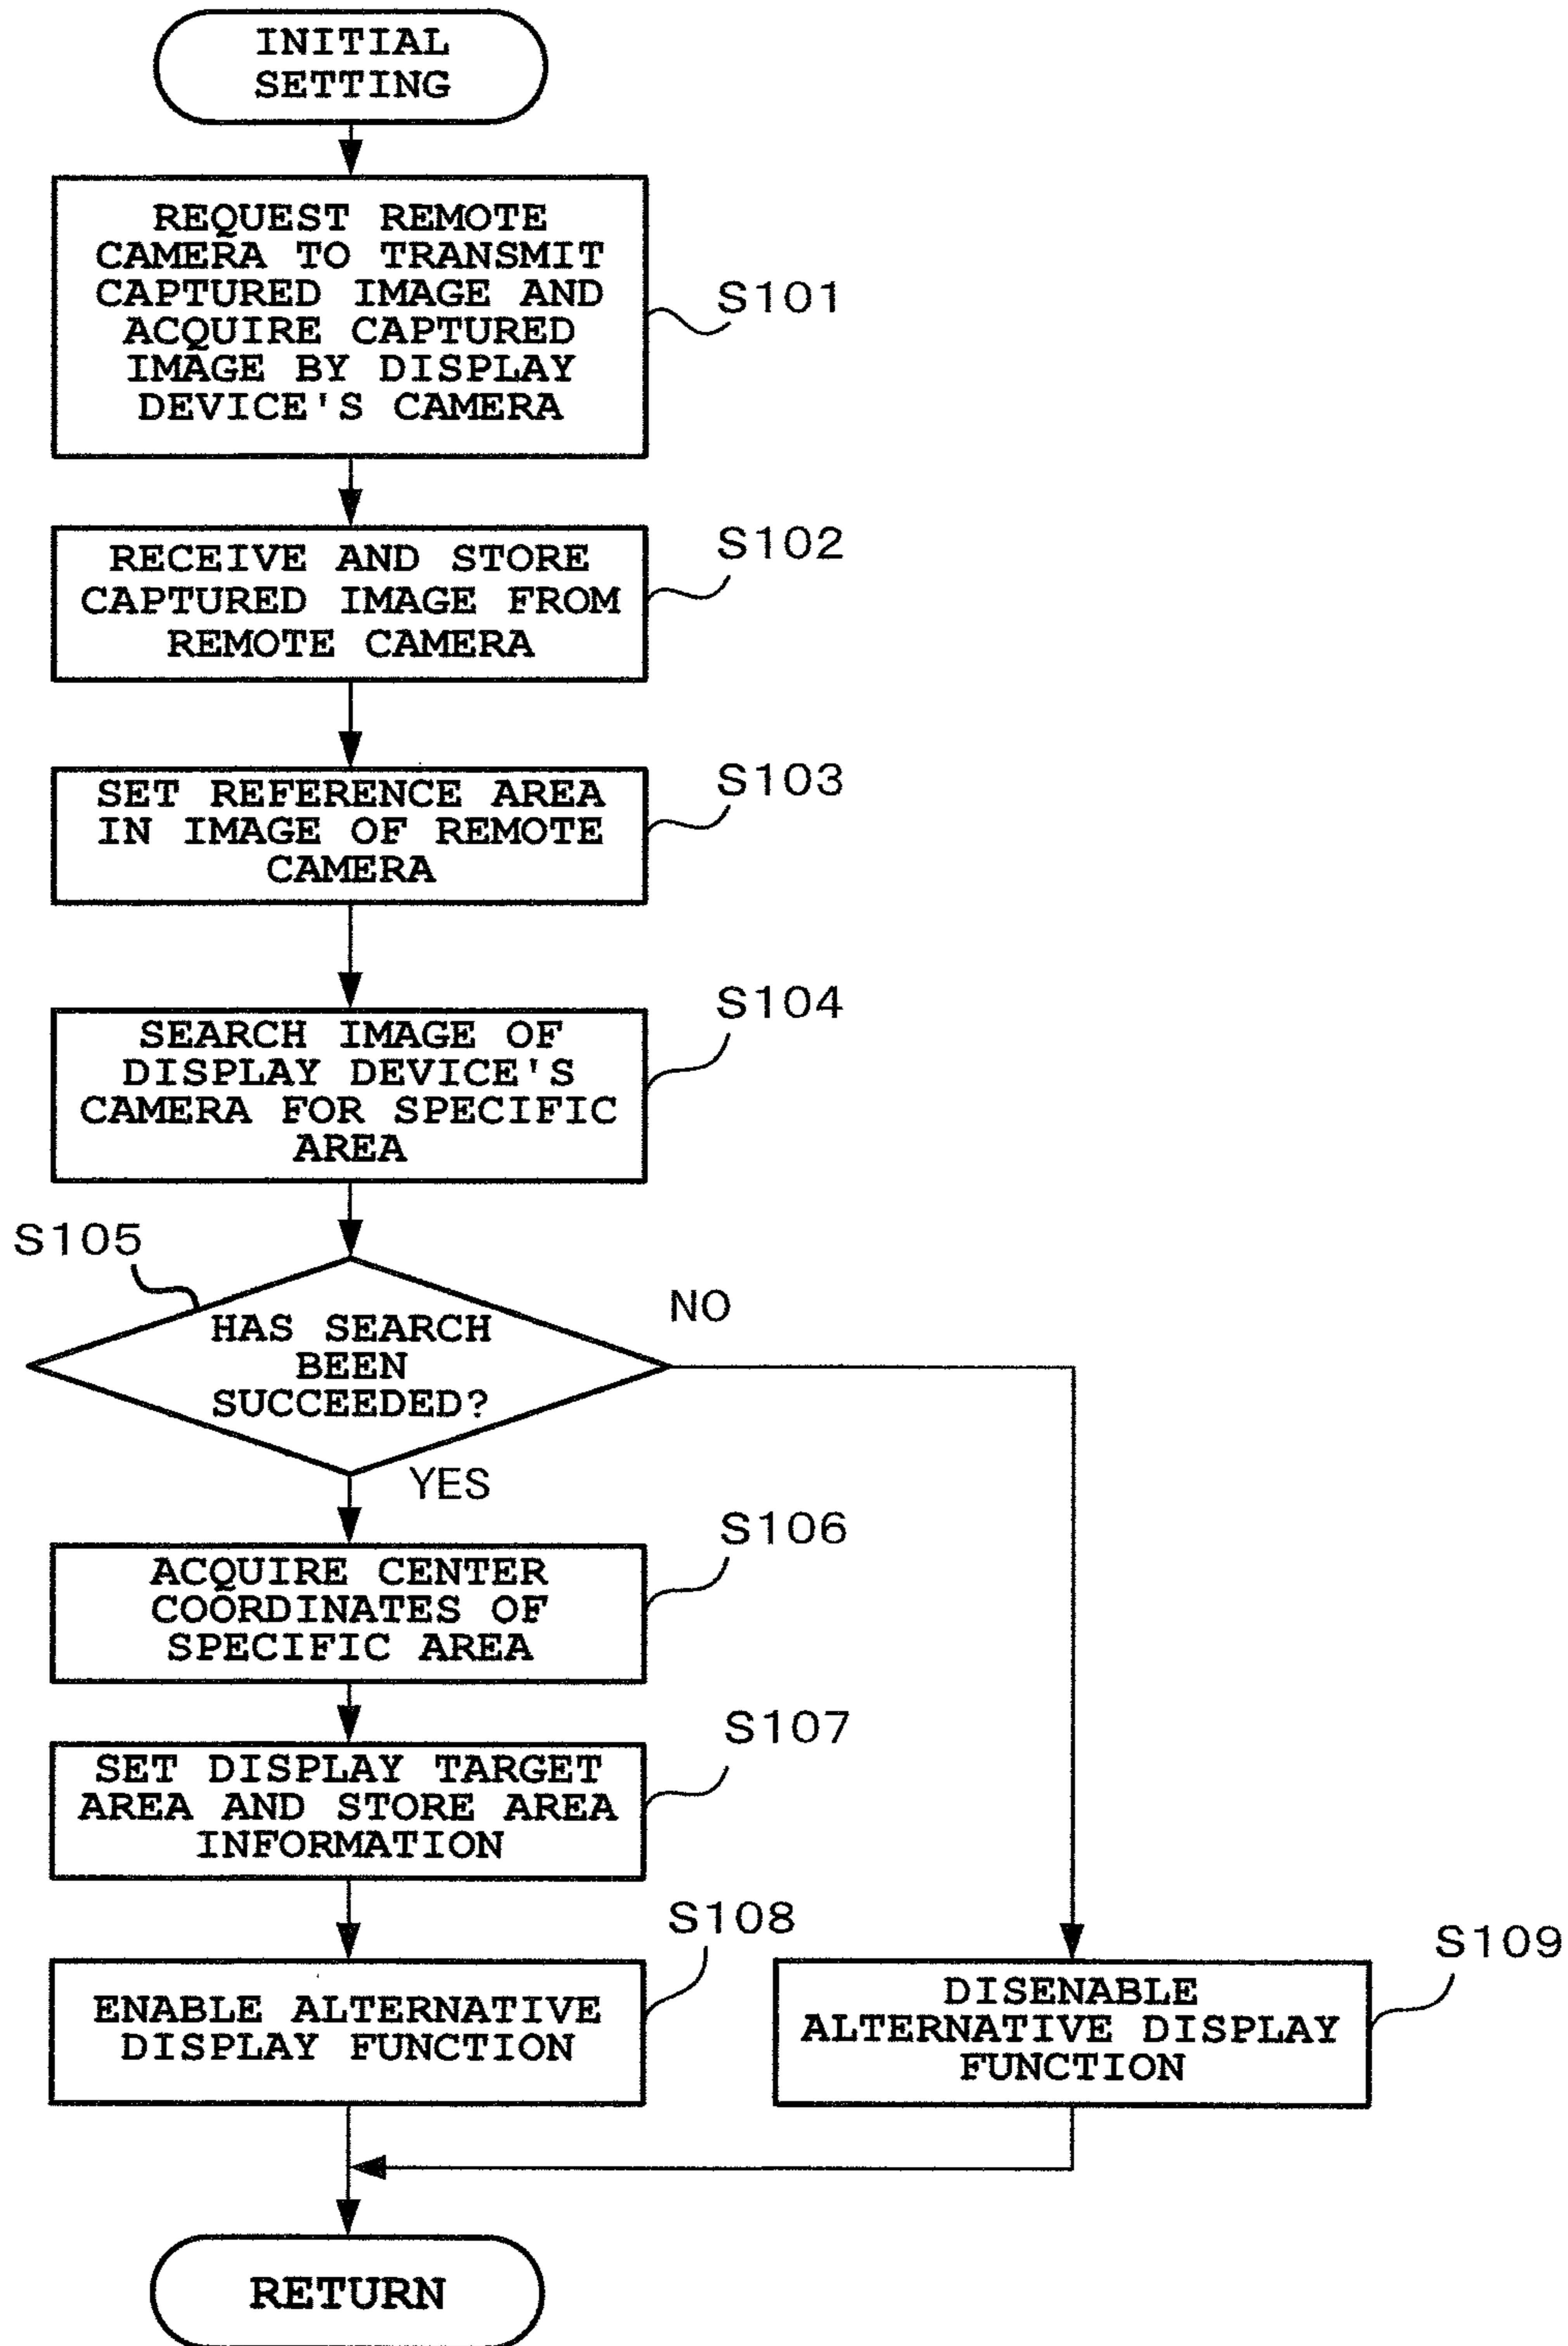 INITIAL
SETTING
REQUEST REMOTE
CAMERA TO TRANSMIT
CAPTURED IMAGE AND
ACQUIRE CAPTURED
IMAGE BY DISPLAY
DEVICE'S CAMERA
S101
RECEIVE AND STORE
CAPTURED IMAGE FROM
REMOTE CAMERA
S102
SET REFERENCE AREA
IN IMAGE OF REMOTE
CAMERA
S103
SEARCH IMAGE OF
DISPLAY DEVICE'S
CAMERA FOR SPECIFIC
AREA
S104
S105
HAS SEARCH
BEEN
SUCCEEDED?
NO
YES
ACQUIRE CENTER
COORDINATES OF
SPECIFIC AREA
S106
SET DISPLAY TARGET
AREA AND STORE AREA
INFORMATION
S107
ENABLE ALTERNATIVE
DISPLAY FUNCTION
S108
DISENABLE
ALTERNATIVE DISPLAY
FUNCTION
S109
RETURN